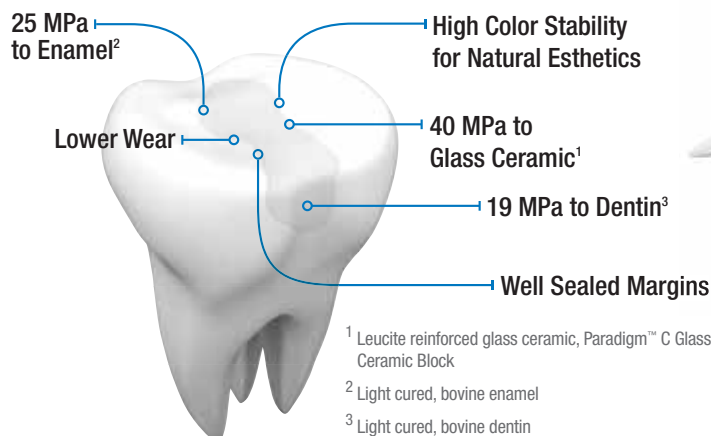 25 MPa
to Enamel²
High Color Stability
for Natural Esthetics
Lower Wear
40 MPa to
Glass Ceramic¹
19 MPa to Dentin³
Well Sealed Margins
¹ Leucite reinforced glass ceramic, Paradigm™ C Glass
Ceramic Block
² Light cured, bovine enamel
³ Light cured, bovine dentin